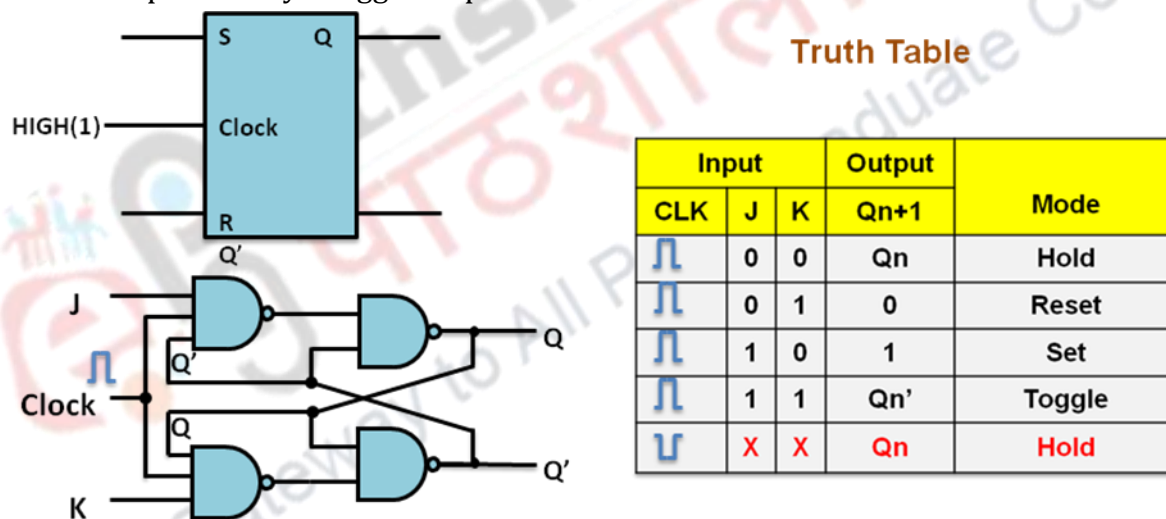 S Q
HIGH(1) Clock
R
Q'
J
Q'
Q
Clock
Q
Q'
K
Truth Table
Input Output Mode
CLK J K Qn+1
0 0 Qn Hold
0 1 0 Reset
1 0 1 Set
1 1 Qn' Toggle
X X Qn Hold
पाठशाला